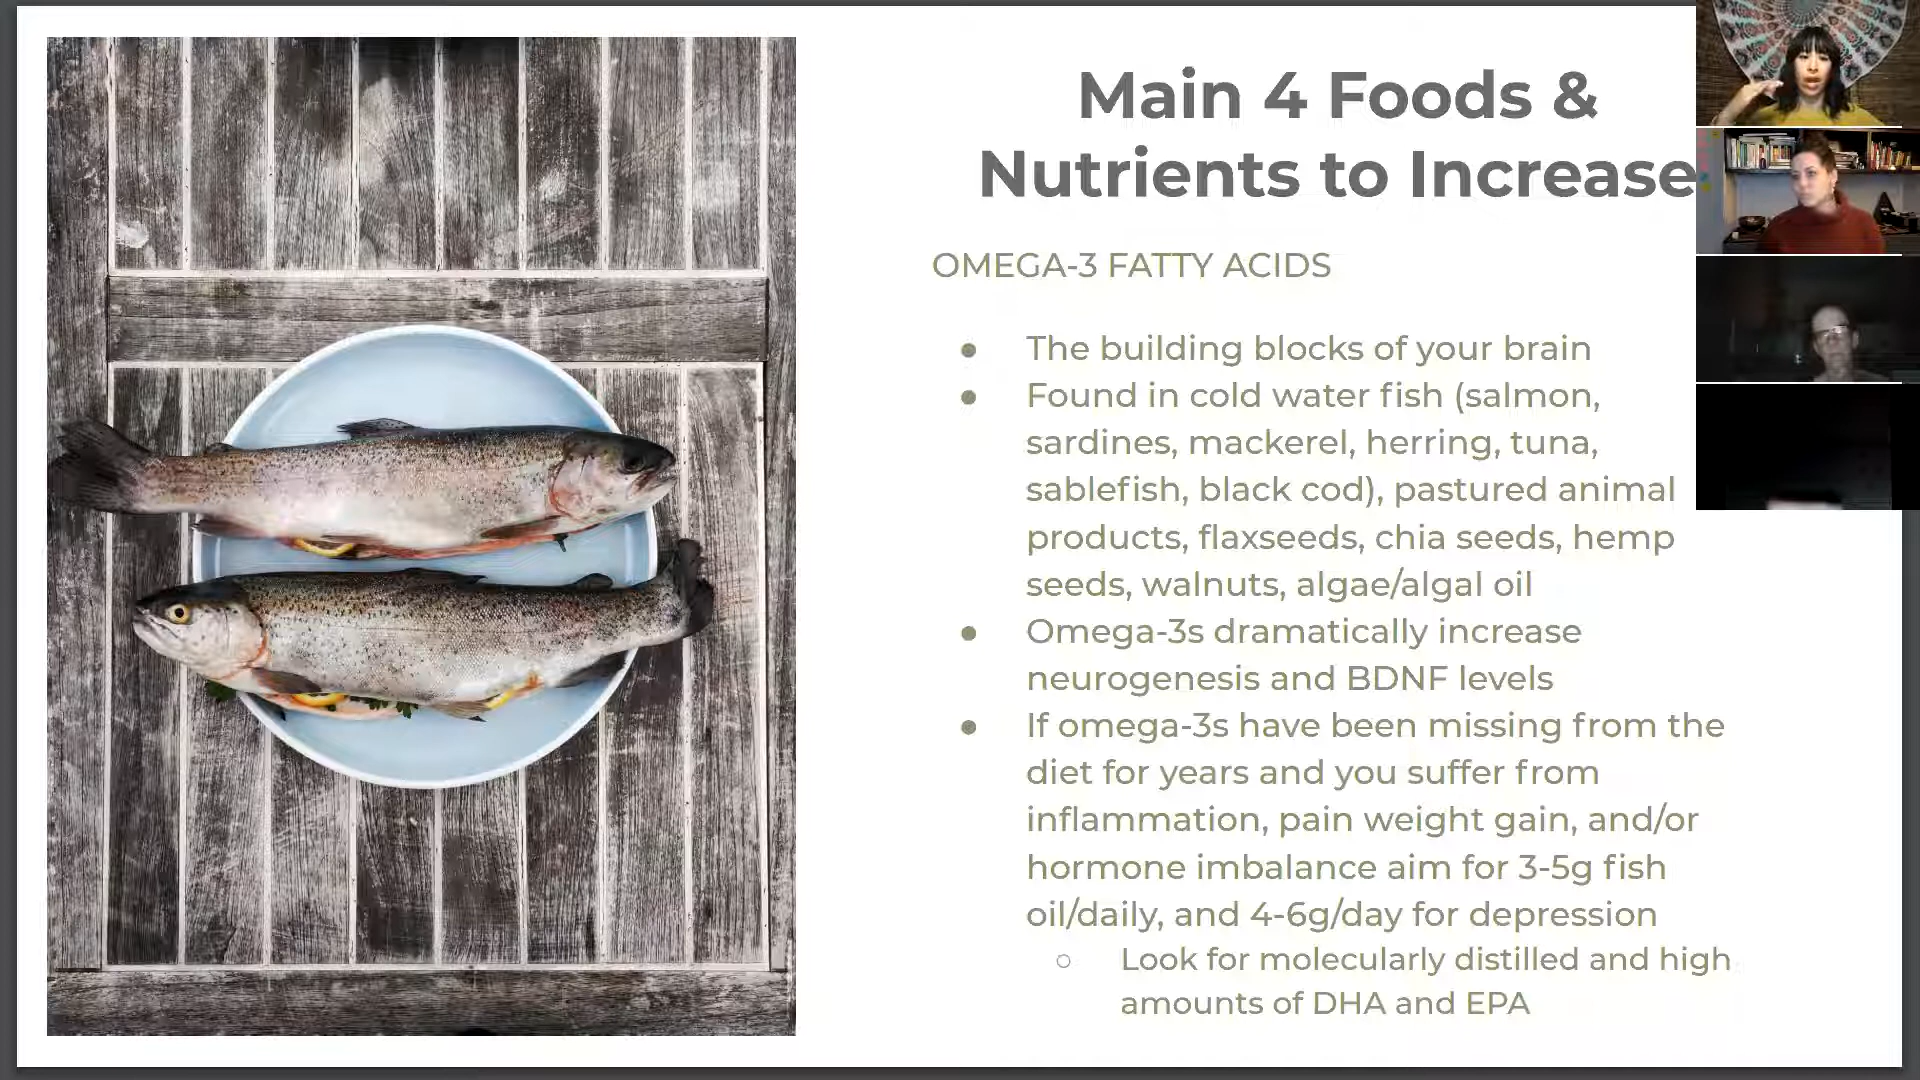 Main 4 Foods &
Nutrients to Increase
OMEGA-3 FATTY ACIDS
● The building blocks of your brain
● Found in cold water fish (salmon,
sardines, mackerel, herring, tuna,
sablefish, black cod), pastured animal
products, flaxseeds, chia seeds, hemp
seeds, walnuts, algae/algal oil
● Omega-3s dramatically increase
neurogenesis and BDNF levels
● If omega-3s have been missing from the
diet for years and you suffer from
inflammation, pain weight gain, and/or
hormone imbalance aim for 3-5g fish
oil/daily, and 4-6g/day for depression
○ Look for molecularly distilled and high
amounts of DHA and EPA